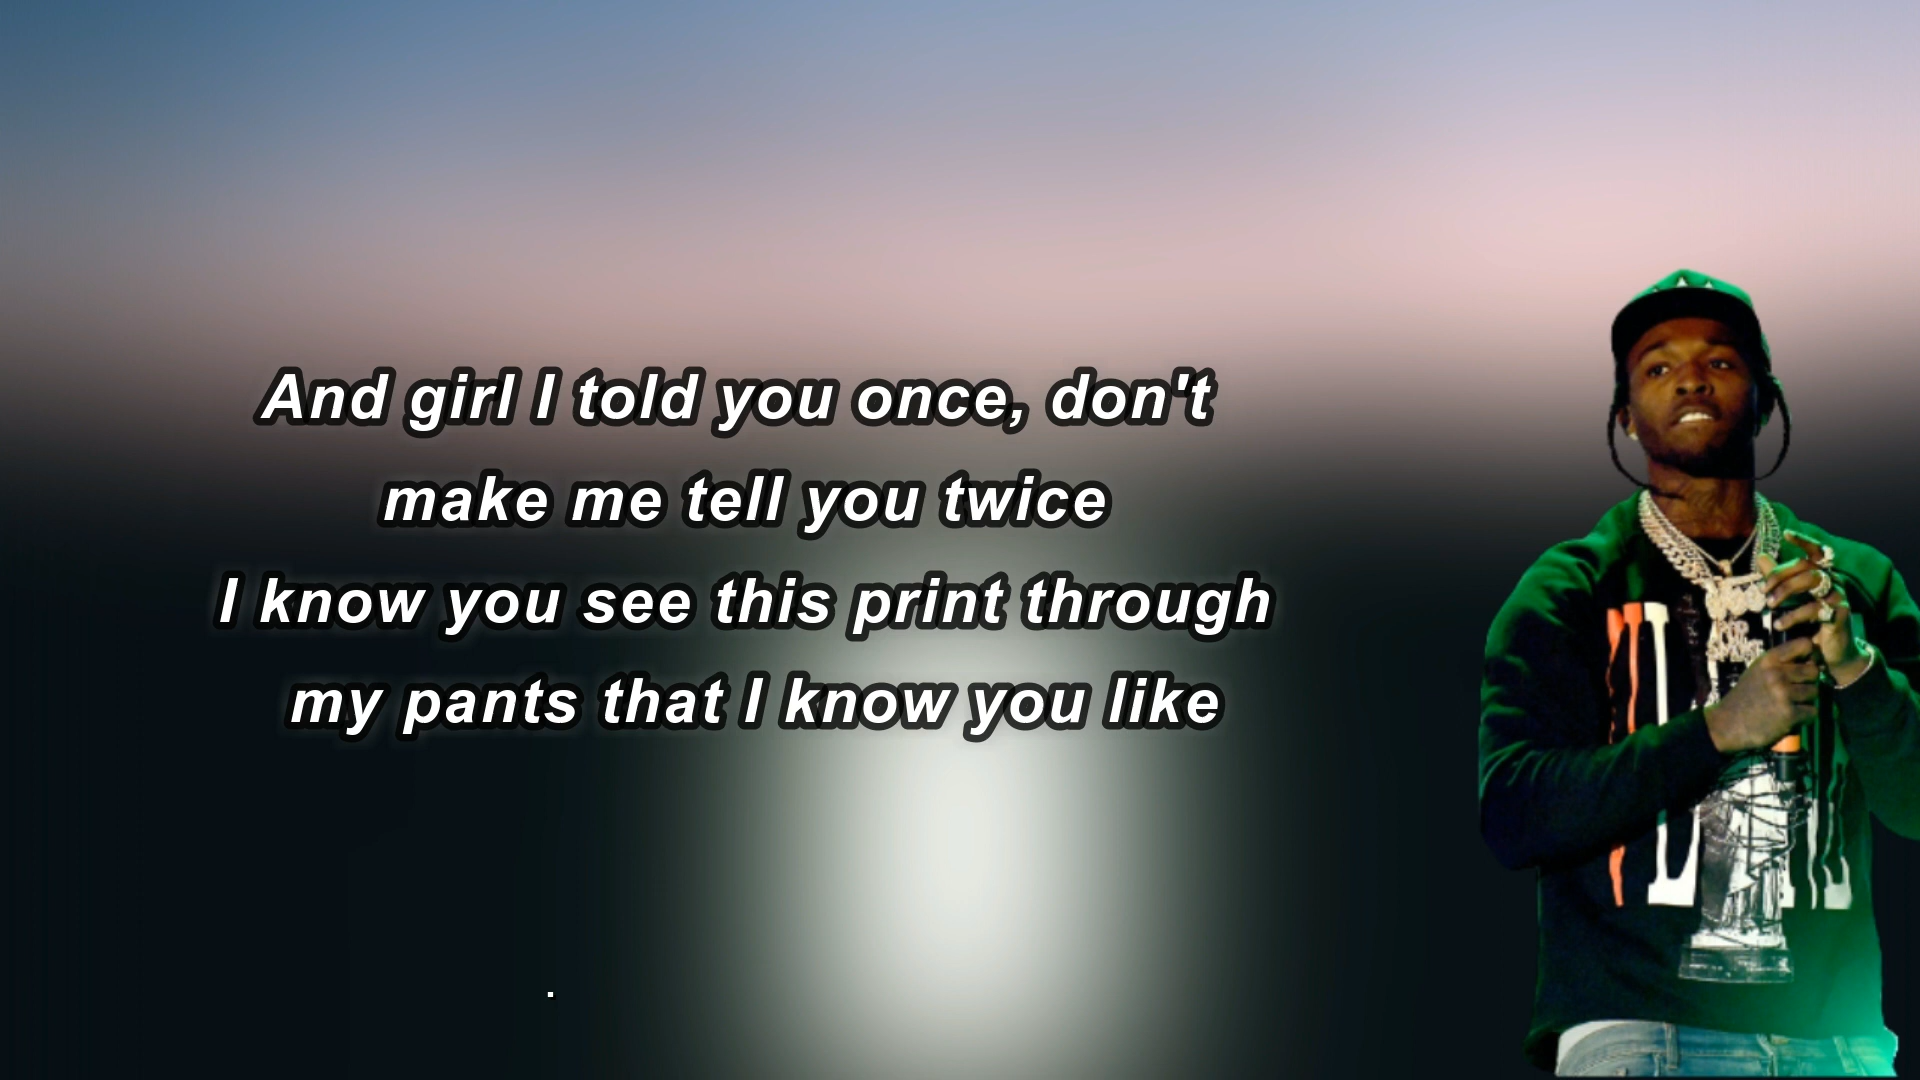 And girl I told you once, don't
make me tell you twice
I know you see this print through
my pants that I know you like
.